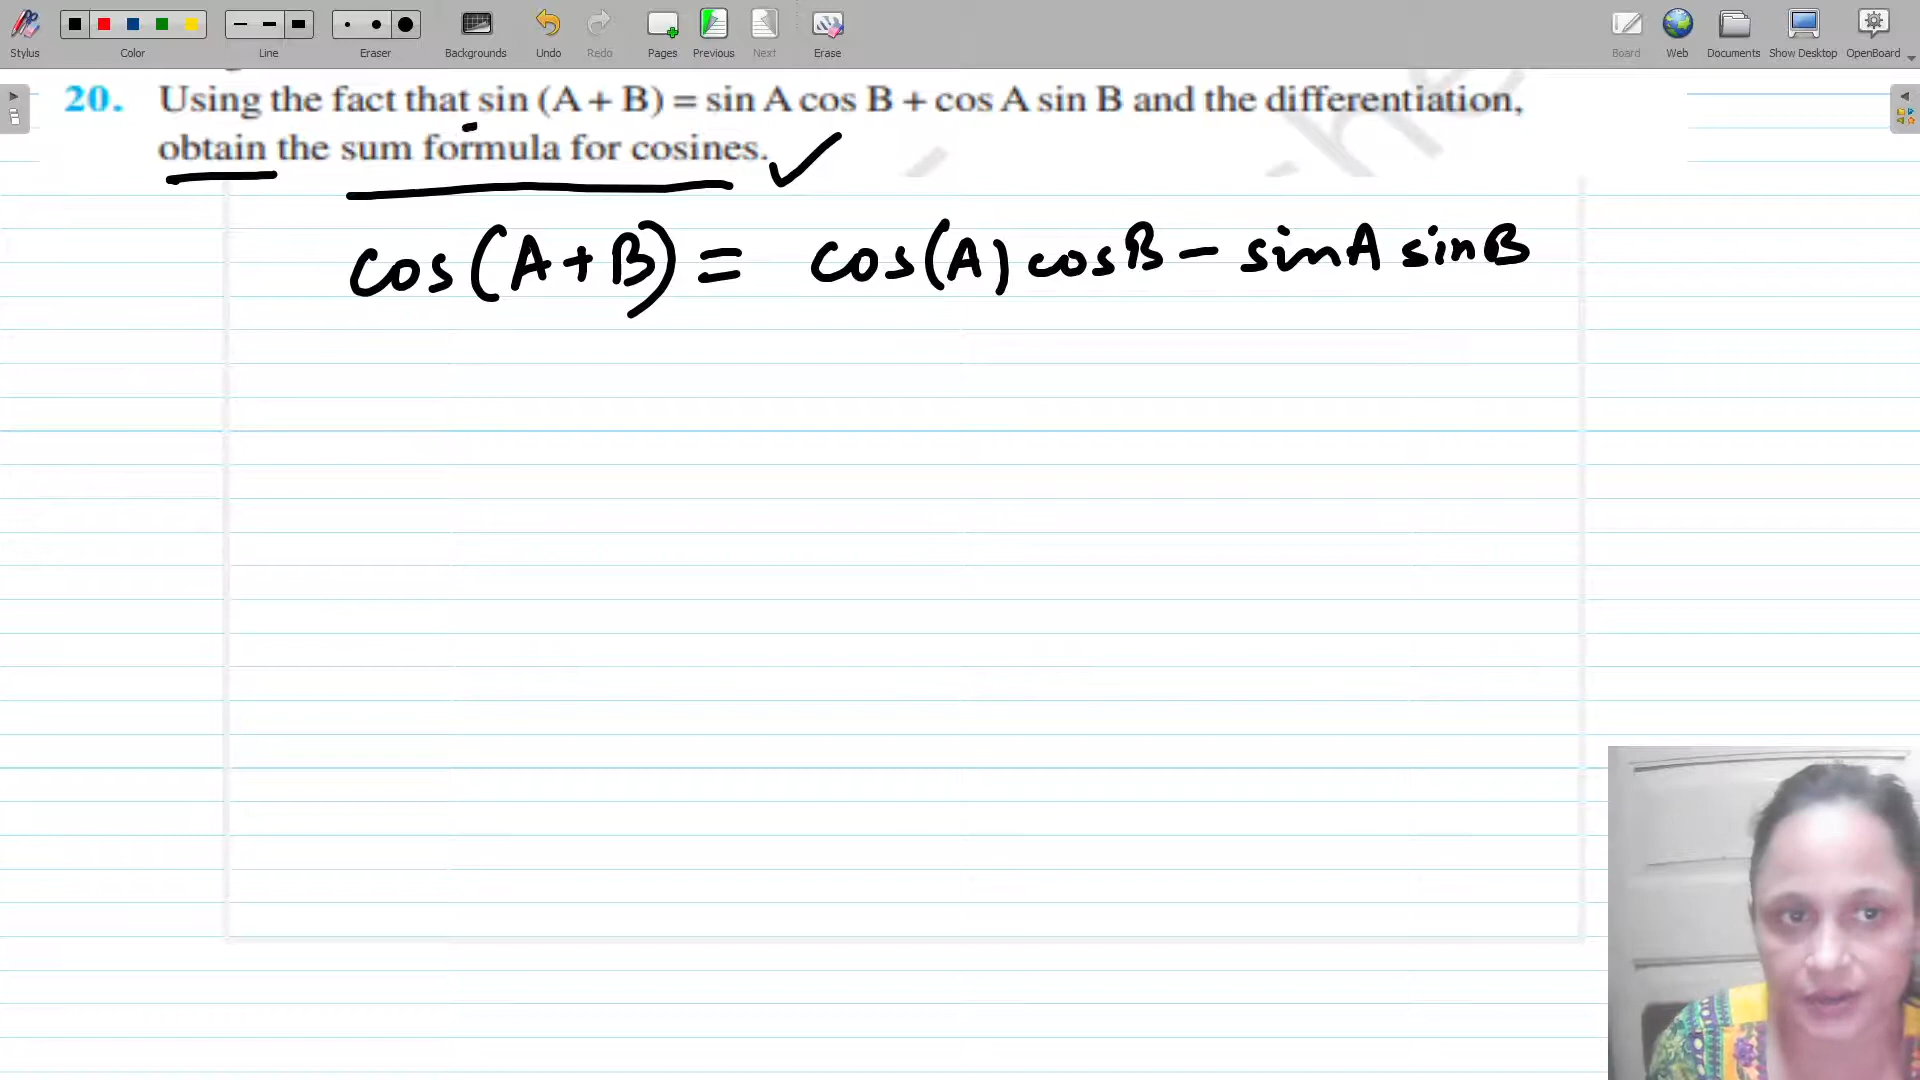 Stylus Color Line Eraser Backgrounds Undo Redo Pages Previous Next Erase Board Web Documents Show Desktop OpenBoard
20. Using the fact that sin (A + B) = sin A cos B + cos A sin B and the differentiation,
obtain the sum formula for cosines.
cos(A+B) = cos(A) cosB - sinA sinB